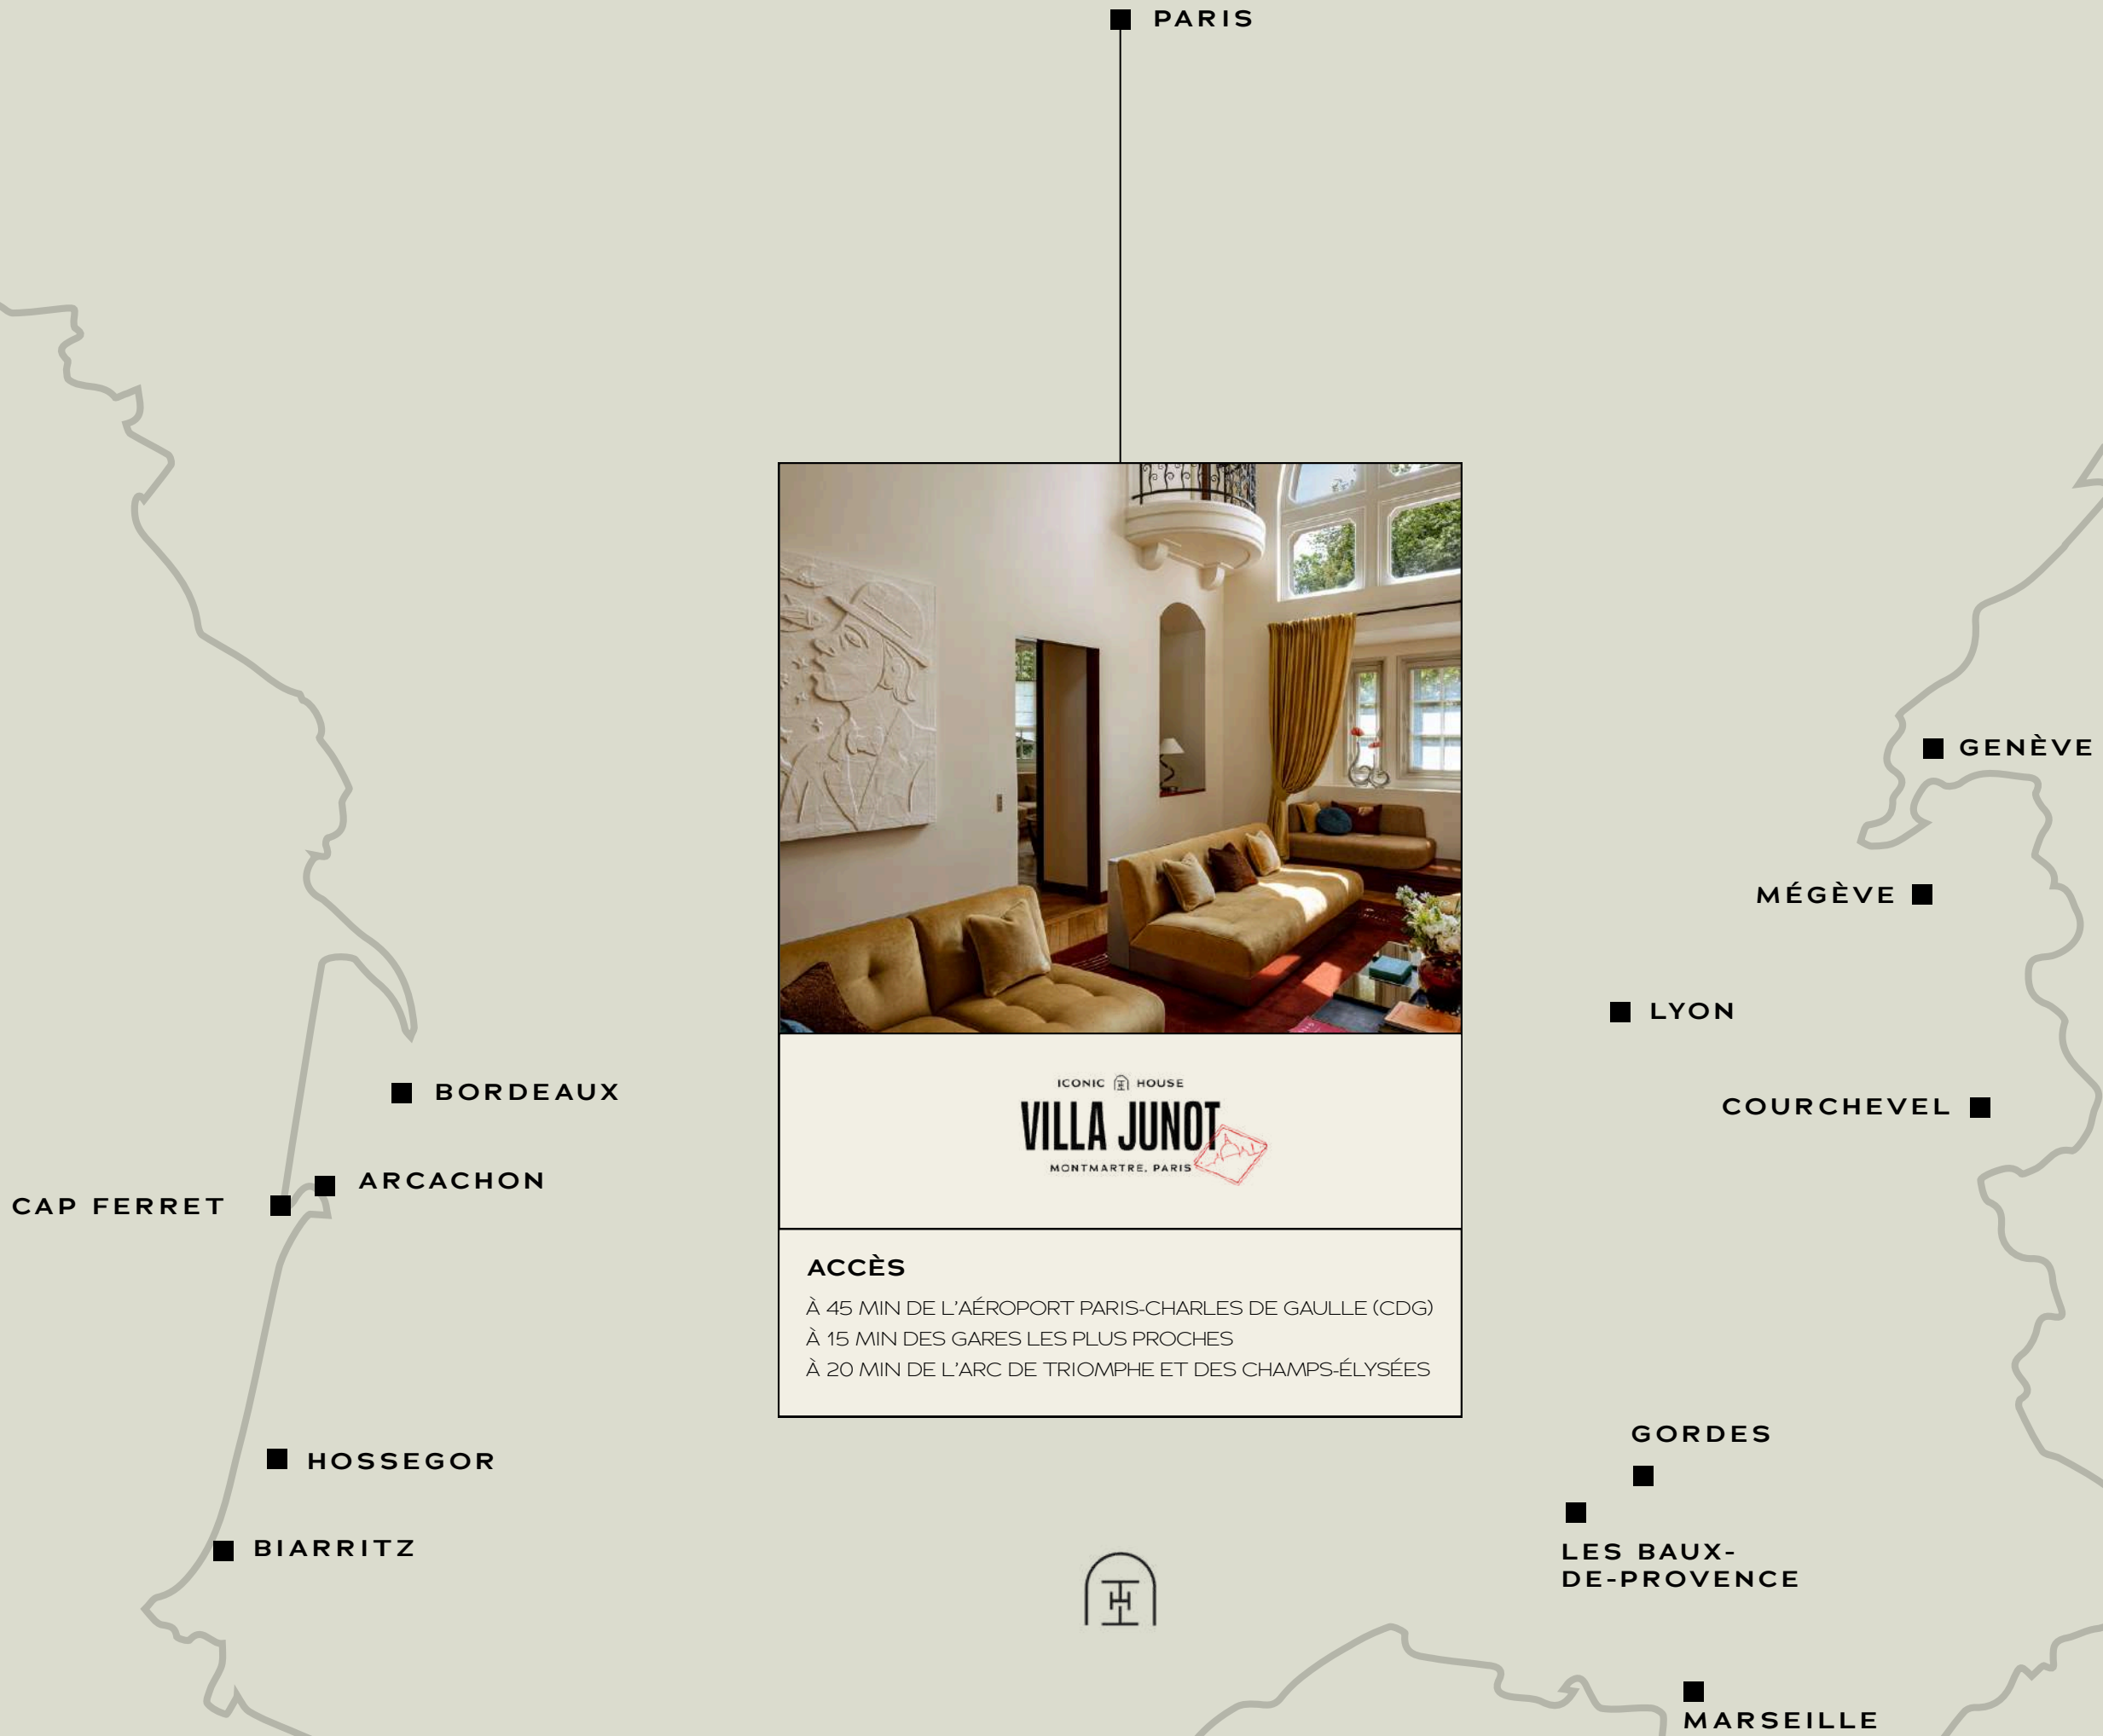 PARIS
GENÈVE
MÉGÈVE
LYON
BORDEAUX
COURCHEVEL
ARCACHON
CAP FERRET
ICONIC HOUSE
VILLA JUNOT
MONTMARTRE, PARIS
ACCÈS
À 45 MIN DE L'AÉROPORT PARIS-CHARLES DE GAULLE (CDG)
À 15 MIN DES GARES LES PLUS PROCHES
À 20 MIN DE L'ARC DE TRIOMPHE ET DES CHAMPS-ÉLYSÉES
GORDES
HOSSEGOR
BIARRITZ
LES BAUX-
DE-PROVENCE
MARSEILLE